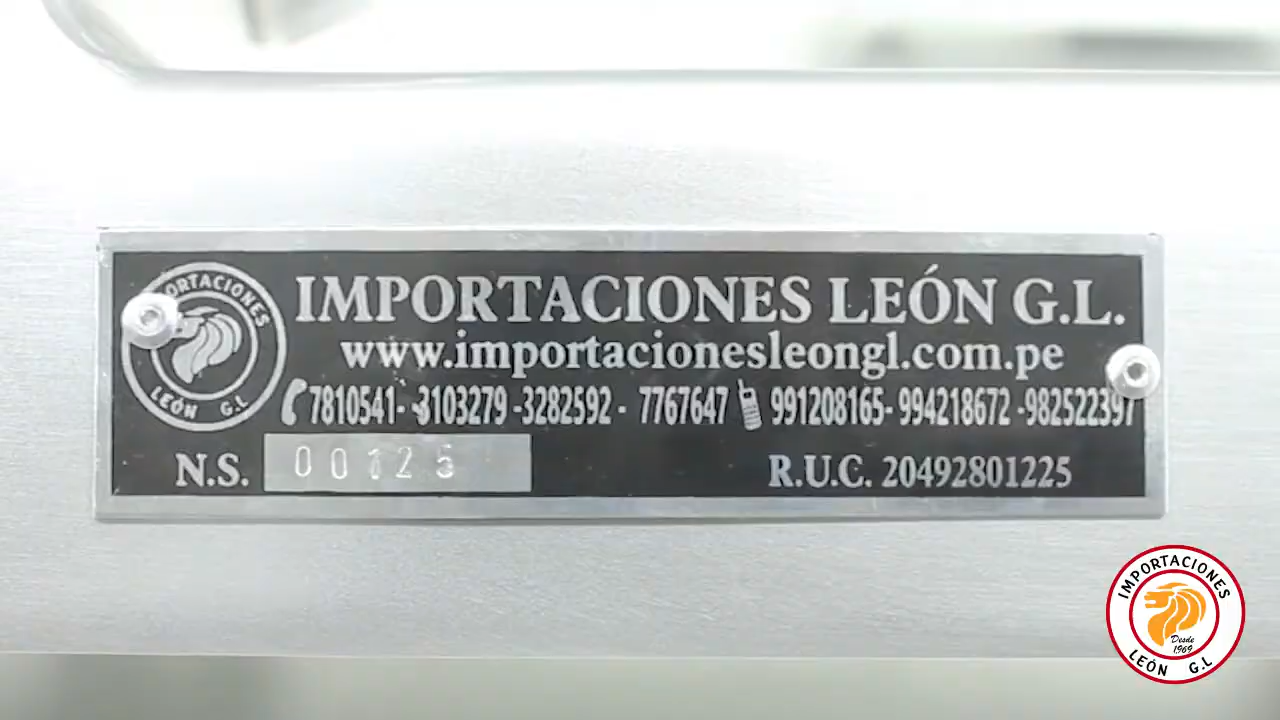 IMPORTACIONES LEÓN G.L.
www.importacionesleongl.com.pe
7810541- 3103279 -3282592 - 7767647 991208165- 994218672 -982522397
N.S. 00125
R.U.C. 20492801225
IMPORTACIONES
LEÓN G.L
IMPORTACIONES
Desde
1969
LEÓN G.L